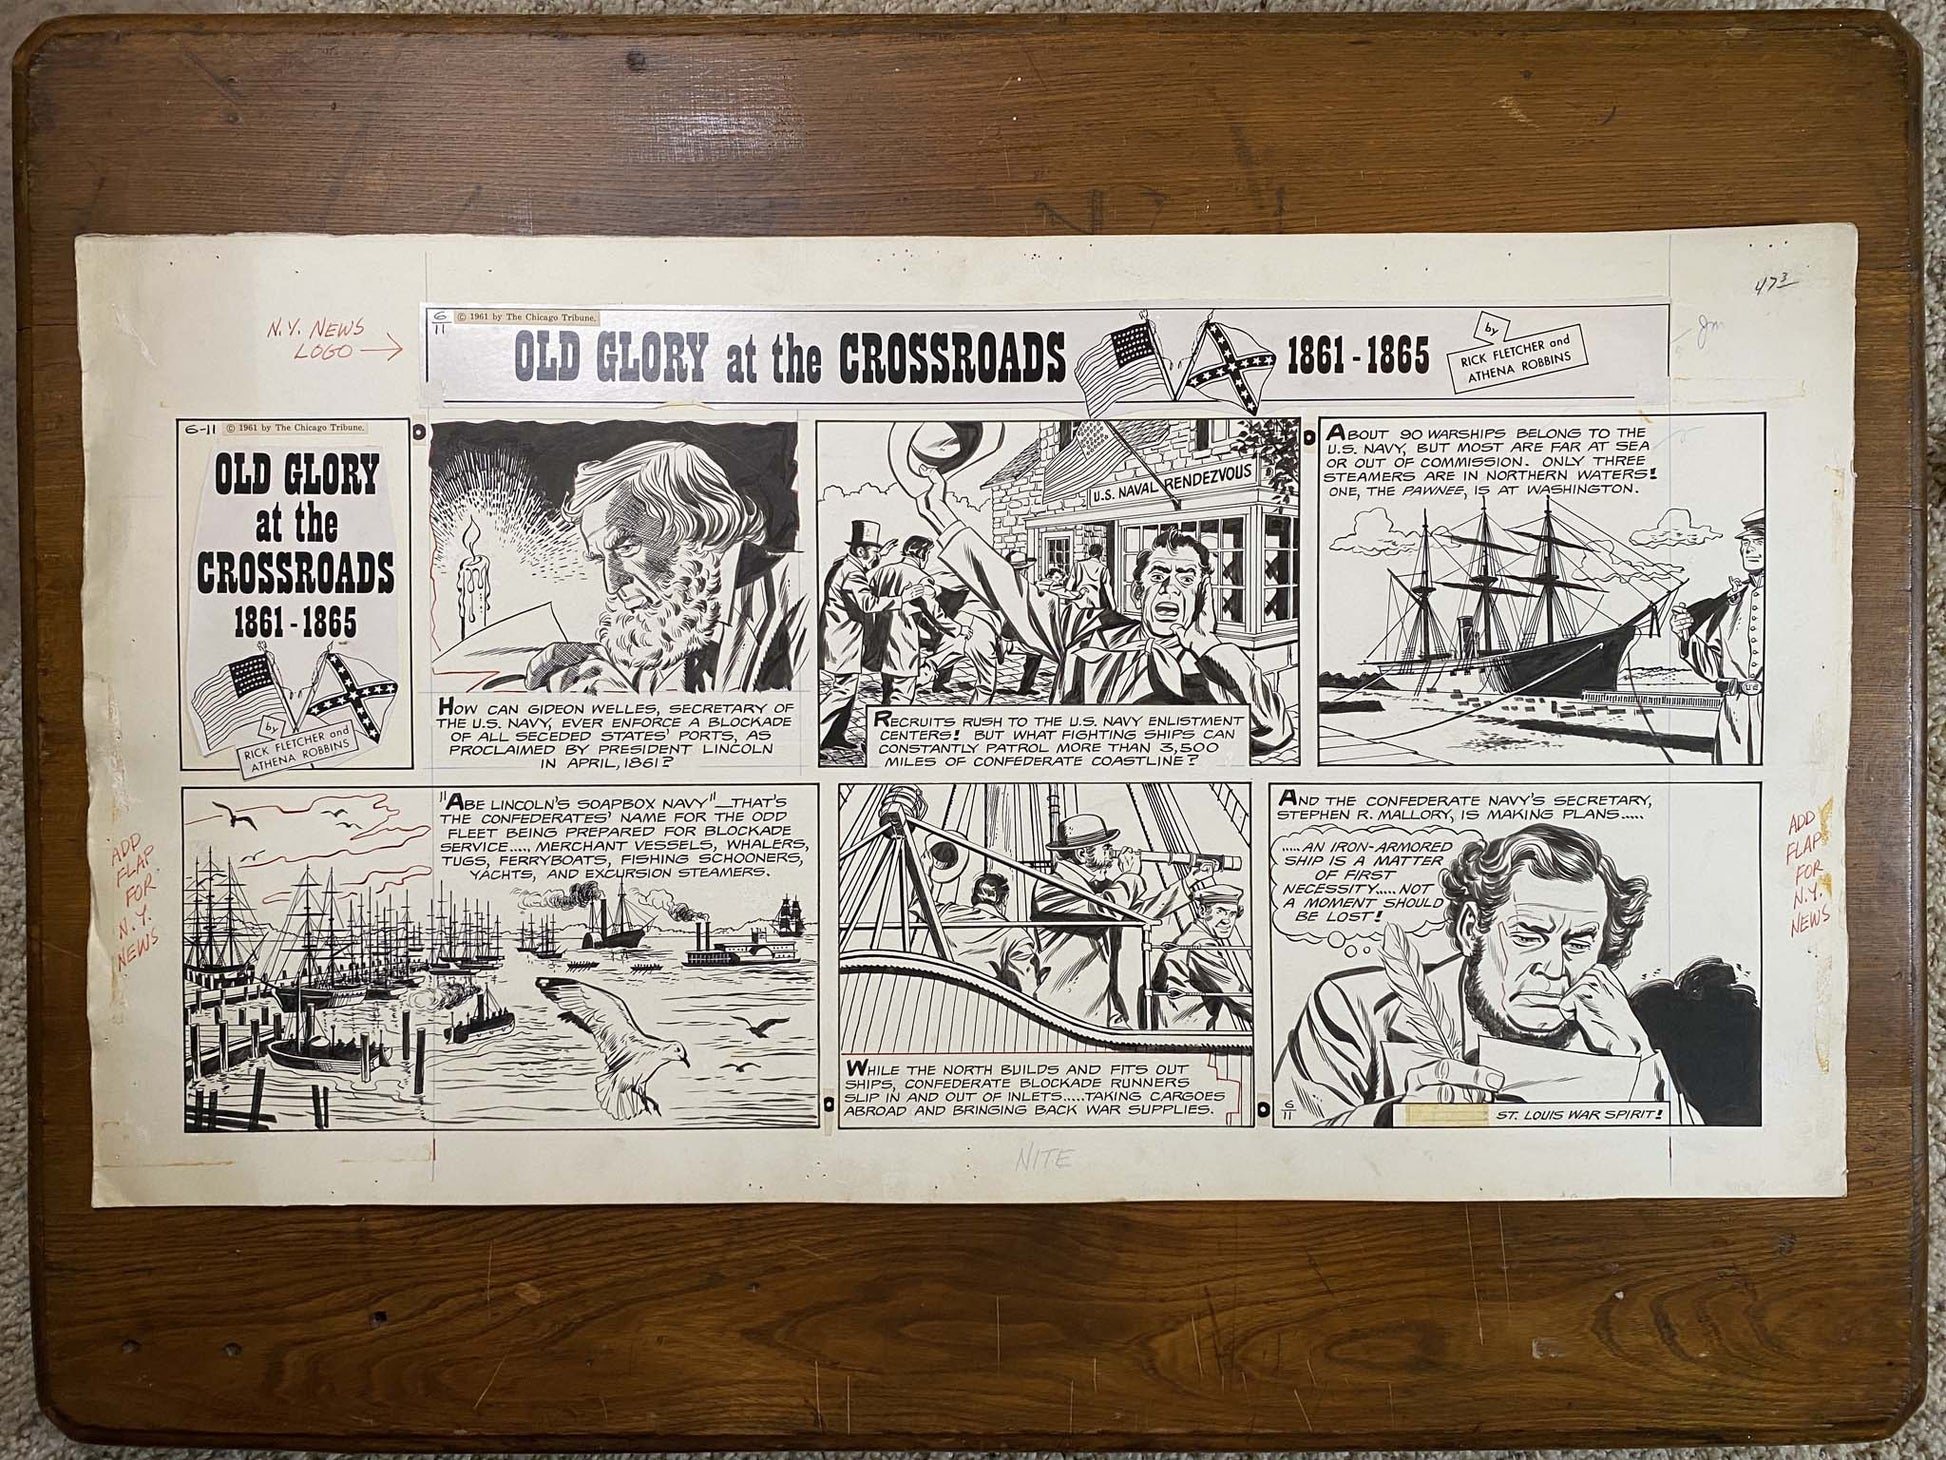 47 3
N.Y. NEWS
LOGO →
6
11
© 1961 by The Chicago Tribune.
OLD GLORY at the CROSSROADS 1861-1865
by
RICK FLETCHER and
ATHENA ROBBINS
Jm
6-11 © 1961 by The Chicago Tribune.
OLD GLORY
at the
CROSSROADS
1861-1865
by
RICK FLETCHER and
ATHENA ROBBINS
HOW CAN GIDEON WELLES, SECRETARY OF
THE U.S. NAVY, EVER ENFORCE A BLOCKADE
OF ALL SECEDED STATES' PORTS, AS
PROCLAIMED BY PRESIDENT LINCOLN
IN APRIL, 1861?
U.S. NAVAL RENDEZVOUS
RECRUITS RUSH TO THE U.S. NAVY ENLISTMENT
CENTERS! BUT WHAT FIGHTING SHIPS CAN
CONSTANTLY PATROL MORE THAN 3,500
MILES OF CONFEDERATE COASTLINE?
ABOUT 90 WARSHIPS BELONG TO THE
U.S. NAVY, BUT MOST ARE FAR AT SEA
OR OUT OF COMMISSION. ONLY THREE
STEAMERS ARE IN NORTHERN WATERS!
ONE, THE PAWNEE, IS AT WASHINGTON.
ADD
FLAP
FOR
N.Y.
NEWS
"ABE LINCOLN'S SOAPBOX NAVY"—THAT'S
THE CONFEDERATES' NAME FOR THE ODD
FLEET BEING PREPARED FOR BLOCKADE
SERVICE...., MERCHANT VESSELS, WHALERS,
TUGS, FERRYBOATS, FISHING SCHOONERS,
YACHTS, AND EXCURSION STEAMERS.
WHILE THE NORTH BUILDS AND FITS OUT
SHIPS, CONFEDERATE BLOCKADE RUNNERS
SLIP IN AND OUT OF INLETS.....TAKING CARGOES
ABROAD AND BRINGING BACK WAR SUPPLIES.
AND THE CONFEDERATE NAVY'S SECRETARY,
STEPHEN R. MALLORY, IS MAKING PLANS.....
.....AN IRON-ARMORED
SHIP IS A MATTER
OF FIRST
NECESSITY.....NOT
A MOMENT SHOULD
BE LOST!
6
11
ST. LOUIS WAR SPIRIT!
ADD
FLAP
FOR
N.Y.
NEWS
NITE